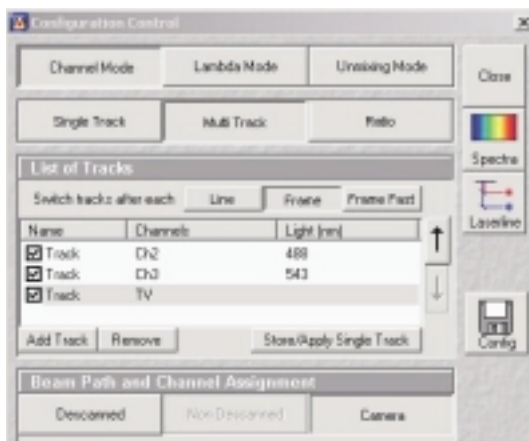 Configuration Control
Channel Mode Lambda Mode Unmixing Mode
Close
Single Track Multi Track Ratio
Spectra
List of Tracks
Switch tracks after each Line Frame Frame Fast
Laserline
Name Channels Light [nm]
Track Ch2 488
Track Ch3 543
Track TV
Add Track Remove Store/Apply Single Track
Config
Beam Path and Channel Assignment
Descanned Non-Descanned Camera